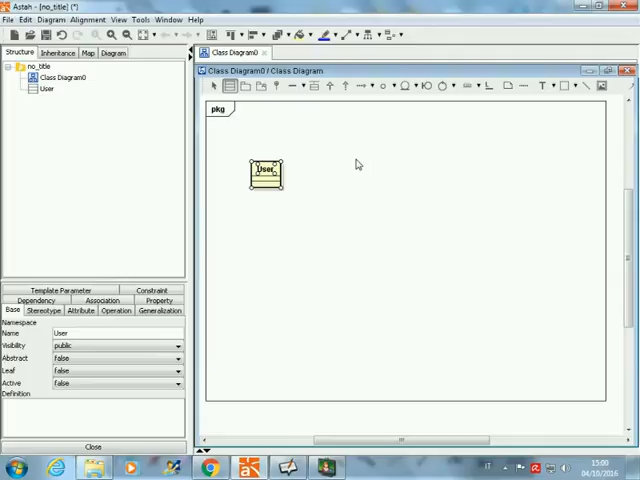 Astah - [no_title] (*)
File Edit Diagram Alignment View Tools Window Help
Structure Inheritance Map Diagram
no_title
Class Diagram0
User
Class Diagram0
Class Diagram0 / Class Diagram
pkg
User
Template Parameter Constraint
Dependency Association Property
Base Stereotype Attribute Operation Generalization
Namespace
Name User
Visibility public
Abstract false
Leaf false
Active false
Definition
Close
IT
15:00
04/10/2016